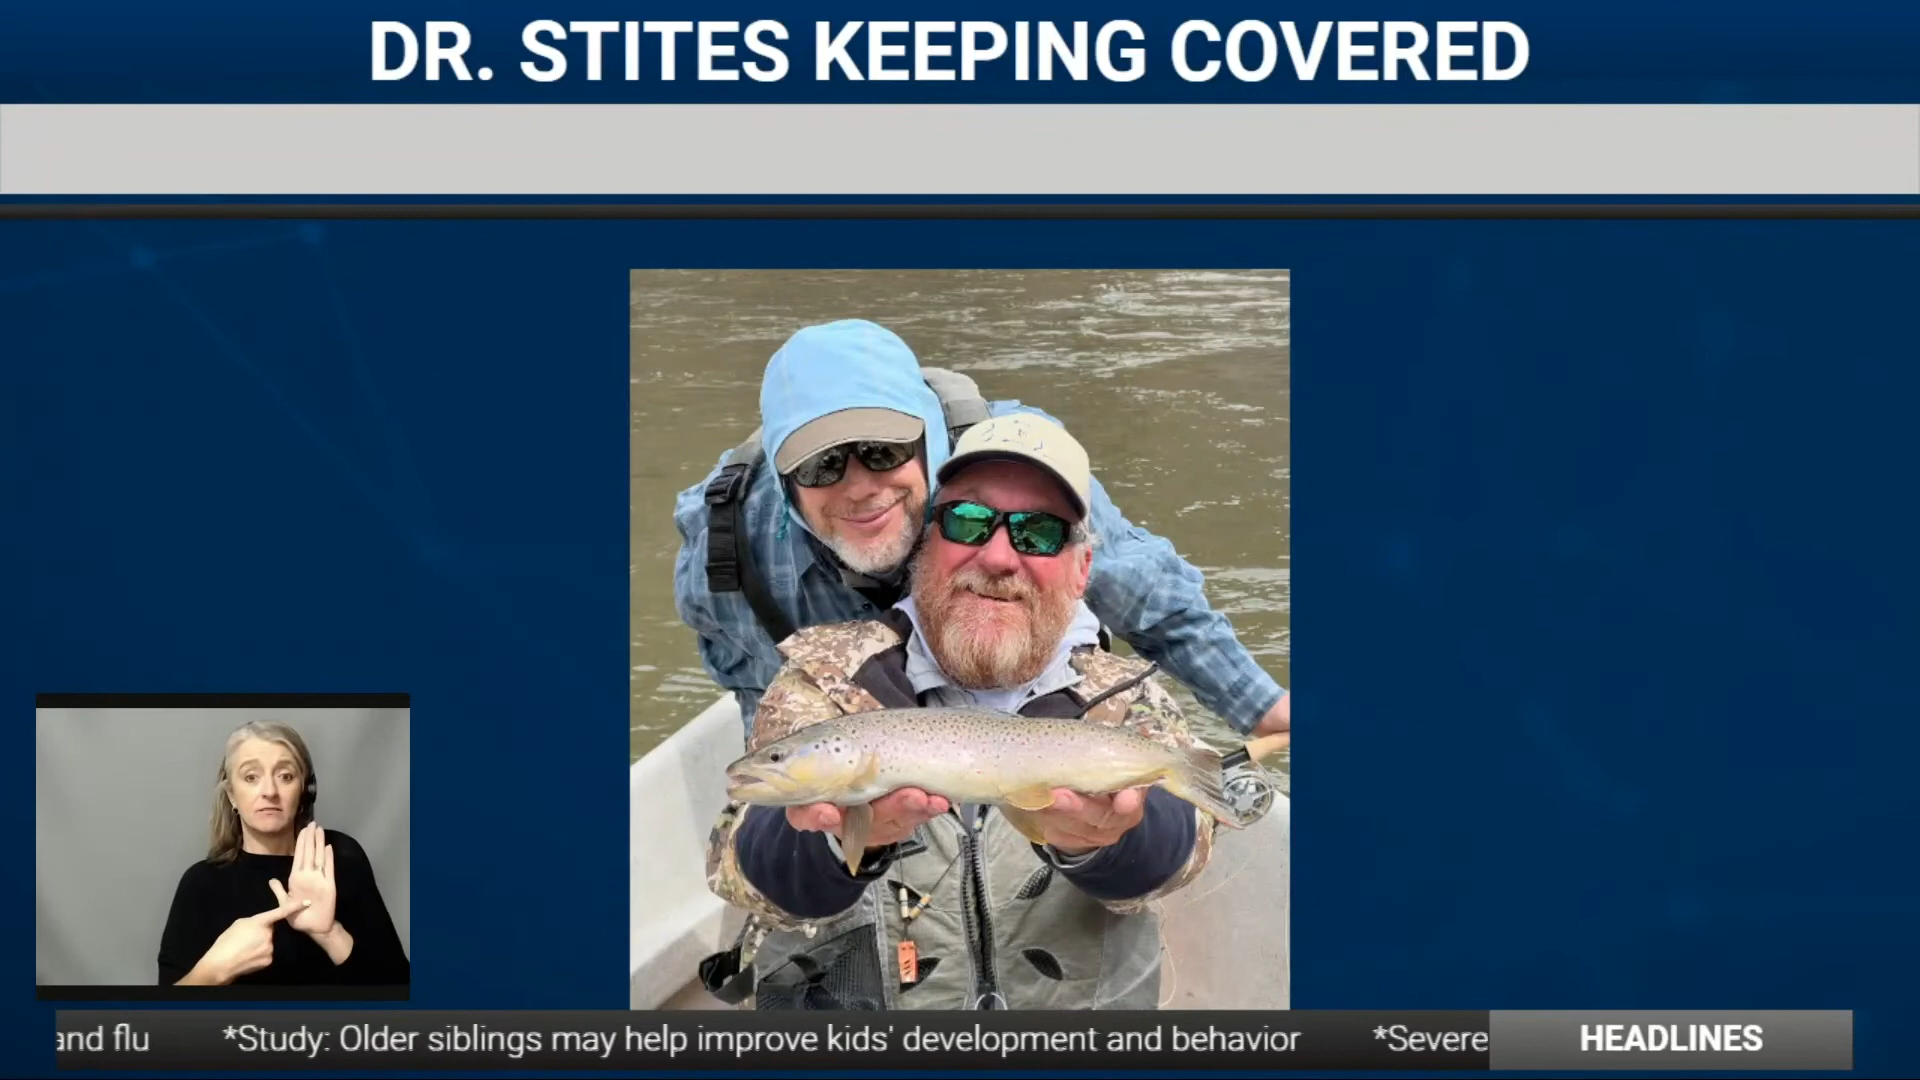 DR. STITES KEEPING COVERED
and flu *Study: Older siblings may help improve kids' development and behavior *Severe
HEADLINES